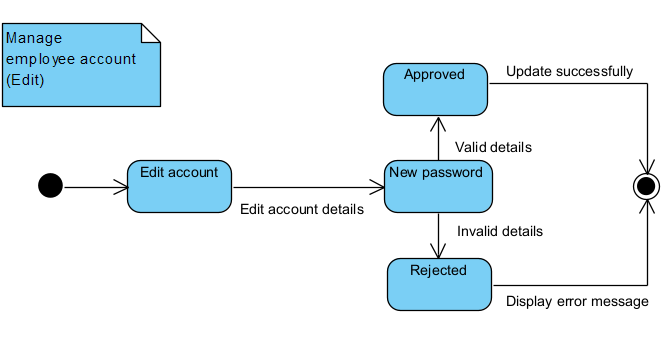 Manage
employee account
(Edit)
Approved
Update successfully
Valid details
Edit account
New password
Edit account details
Invalid details
Rejected
Display error message